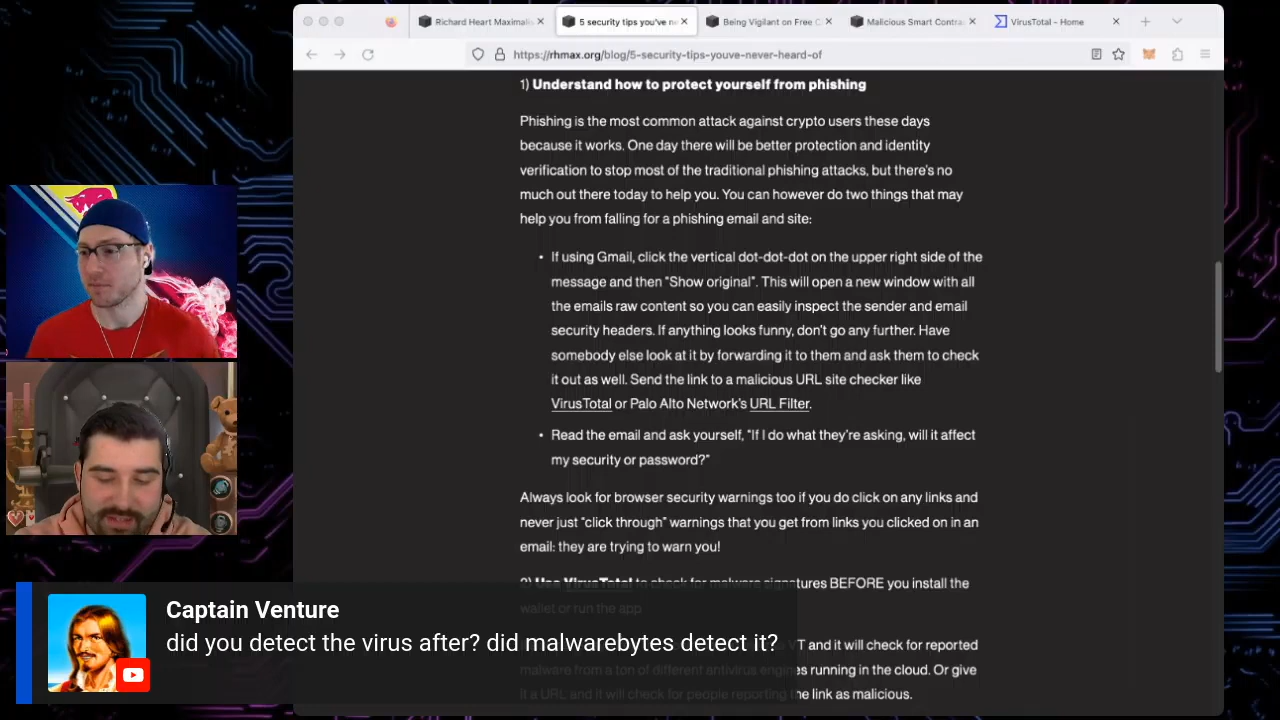 Richard Heart Maximalis
5 security tips you've ne
Being Vigilant on Free C
Malicious Smart Contrac
VirusTotal - Home
https://rhmax.org/blog/5-security-tips-youve-never-heard-of
1) Understand how to protect yourself from phishing
Phishing is the most common attack against crypto users these days
because it works. One day there will be better protection and identity
verification to stop most of the traditional phishing attacks, but there's no
much out there today to help you. You can however do two things that may
help you from falling for a phishing email and site:
• If using Gmail, click the vertical dot-dot-dot on the upper right side of the
message and then “Show original”. This will open a new window with all
the emails raw content so you can easily inspect the sender and email
security headers. If anything looks funny, don't go any further. Have
somebody else look at it by forwarding it to them and ask them to check
it out as well. Send the link to a malicious URL site checker like
VirusTotal or Palo Alto Network's URL Filter.
• Read the email and ask yourself, “If I do what they're asking, will it affect
my security or password?”
Always look for browser security warnings too if you do click on any links and
never just “click through” warnings that you get from links you clicked on in an
email: they are trying to warn you!
2) Use VirusTotal to check for malware signatures BEFORE you install the
wallet or run the app
VT and it will check for reported
malware from a ton of different antivirus engines running in the cloud. Or give
it a URL and it will check for people reporting the link as malicious.
Captain Venture
did you detect the virus after? did malwarebytes detect it?